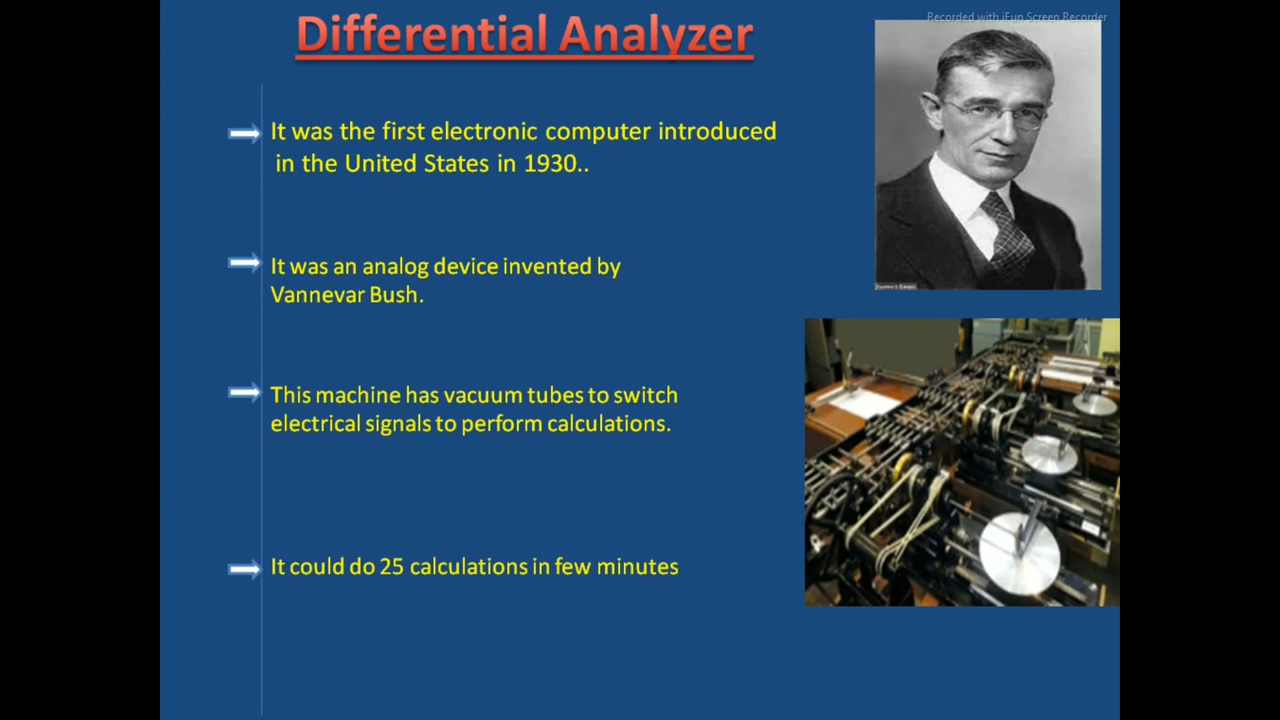 Recorded with iFun Screen Recorder
Differential Analyzer
It was the first electronic computer introduced
in the United States in 1930..
It was an analog device invented by
Vannevar Bush.
This machine has vacuum tubes to switch
electrical signals to perform calculations.
It could do 25 calculations in few minutes